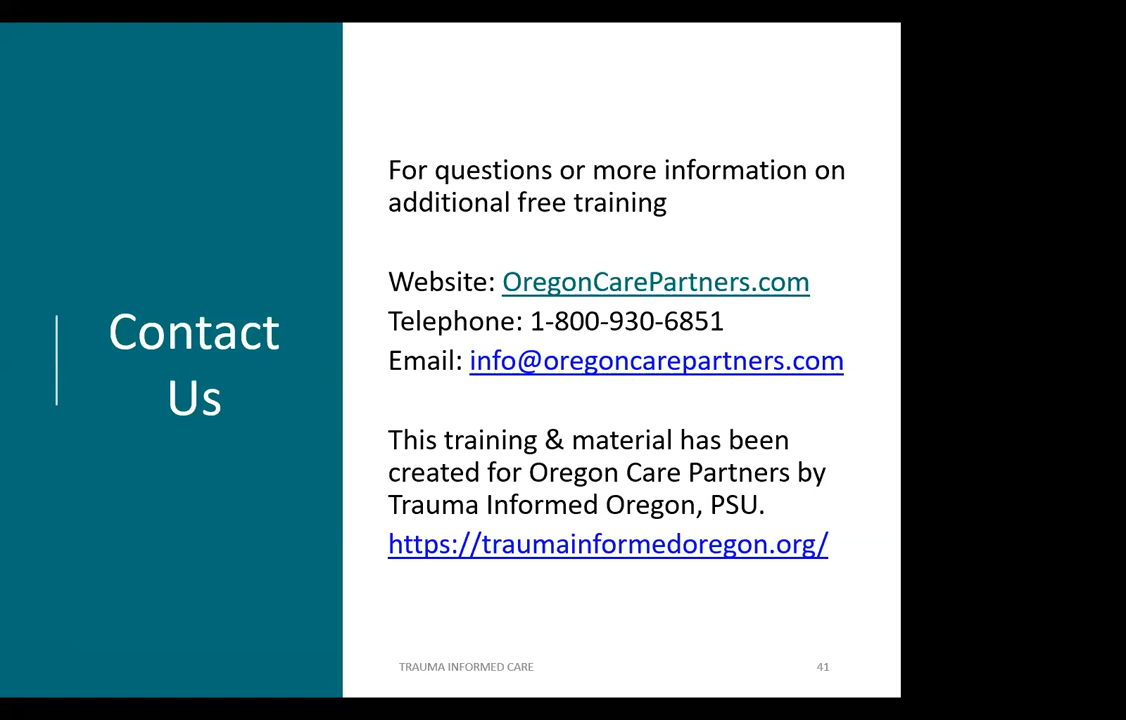 Contact
Us
For questions or more information on
additional free training
Website: OregonCarePartners.com
Telephone: 1-800-930-6851
Email: info@oregoncarepartners.com
This training & material has been
created for Oregon Care Partners by
Trauma Informed Oregon, PSU.
https://traumainformedoregon.org/
TRAUMA INFORMED CARE
41